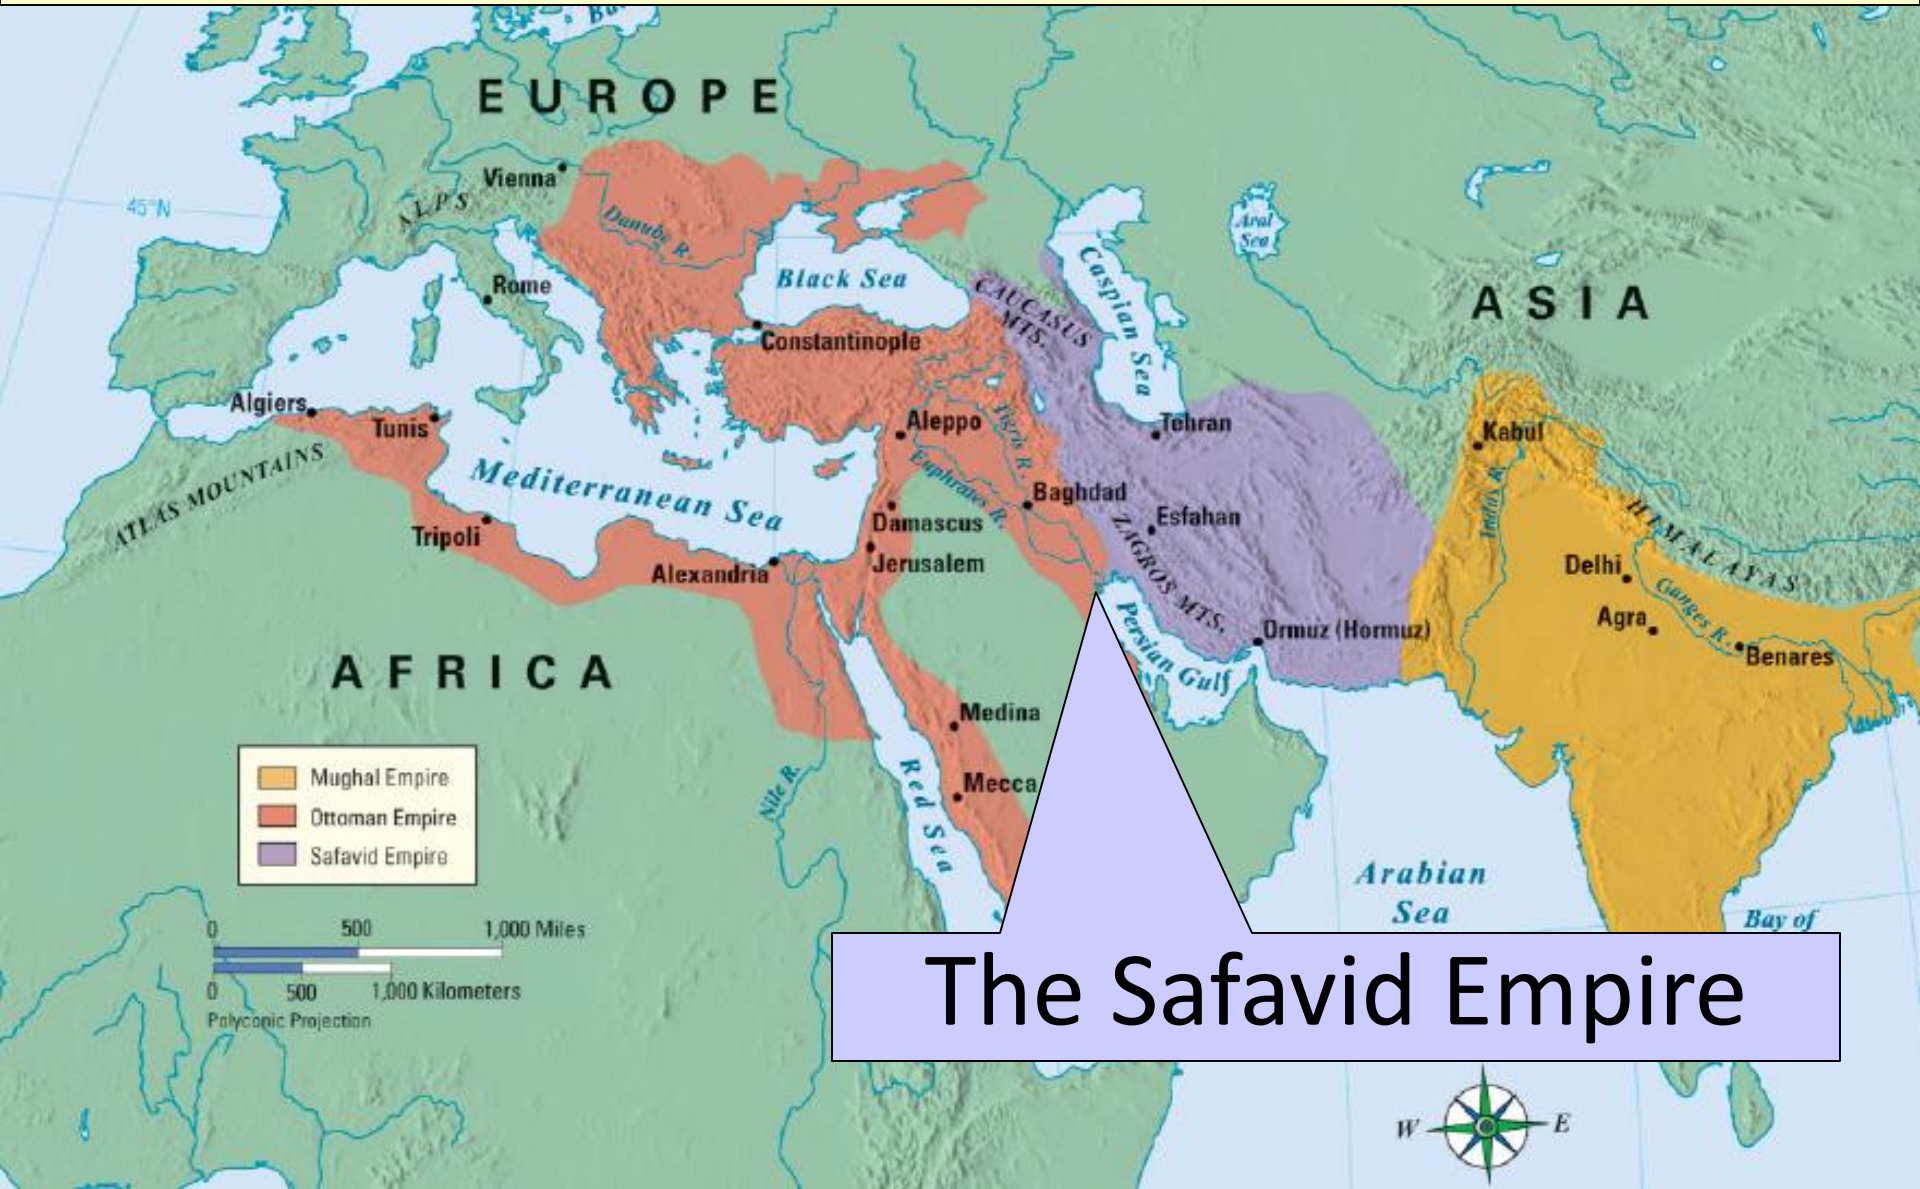 Ba
EUROPE
Vienna
ALPS
45°N
Danube R.
Aral
Sea
Rome
Black Sea
Caspian Sea
ASIA
CAUCASUS
MTS.
Constantinople
Algiers
Tunis
Aleppo
Tigris R.
Tehran
Kabul
ATLAS MOUNTAINS
Mediterranean Sea
Euphrates R.
Baghdad
Indus R.
Damascus
Esfahan
HIMALAYAS
Tripoli
Alexandria
Jerusalem
ZAGROS MTS.
Delhi
Ganges R.
Agra
Persian Gulf
Ormuz (Hormuz)
Benares
AFRICA
Medina
Mecca
Nile R.
Red Sea
Mughal Empire
Ottoman Empire
Safavid Empire
Arabian
Sea
Bay of
0 500 1,000 Miles
0 500 1,000 Kilometers
Polyconic Projection
The Safavid Empire
W E